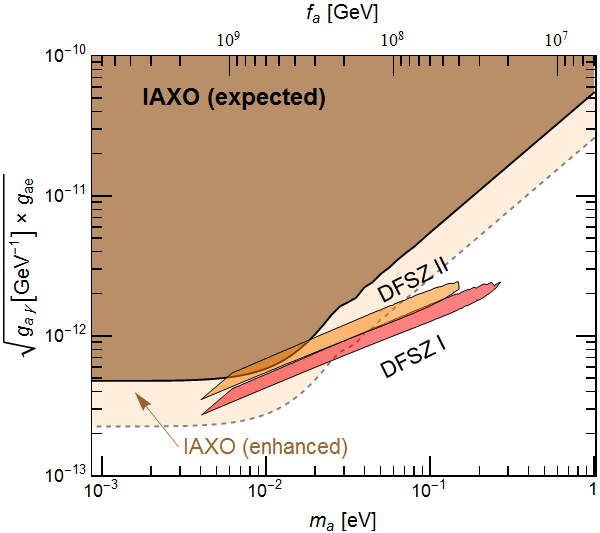 f_a [GeV]
10^9 10^8 10^7
10^-10
IAXO (expected)
10^-11
√g_aγ [GeV^-1] × g_ae
DFSZ II
10^-12
DFSZ I
IAXO (enhanced)
10^-13
10^-3 10^-2 10^-1 1
m_a [eV]